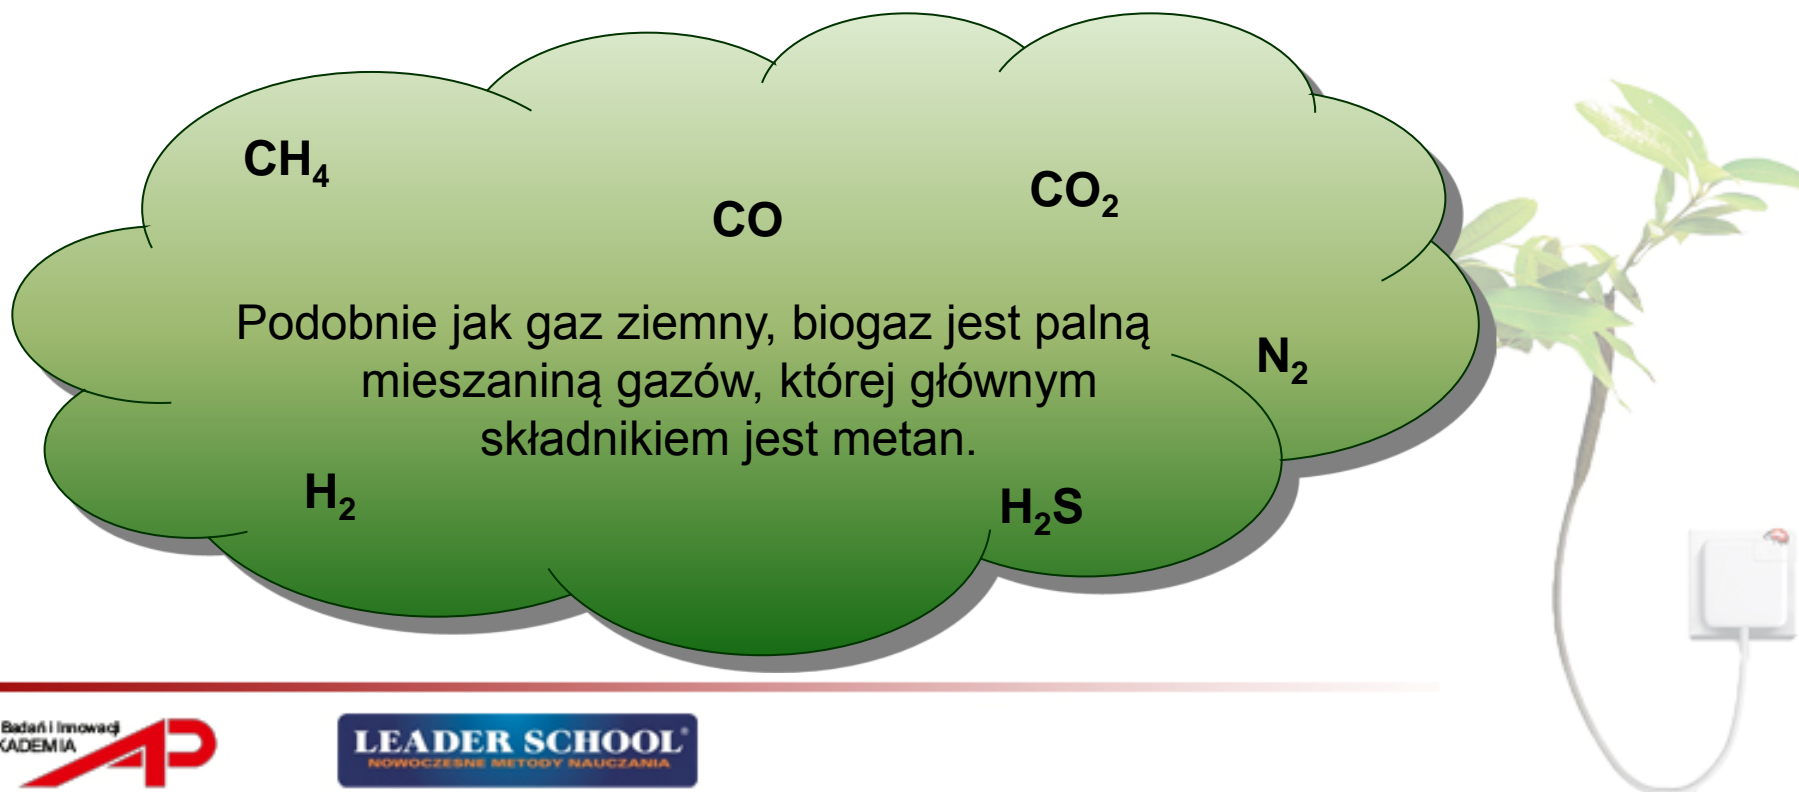 CH₄
CO
CO₂
Podobnie jak gaz ziemny, biogaz jest palną
mieszaniną gazów, której głównym
składnikiem jest metan.
N₂
H₂
H₂S
Badań i Innowacji
KADEMIA
AP
LEADER SCHOOL®
NOWOCZESNE METODY NAUCZANIA